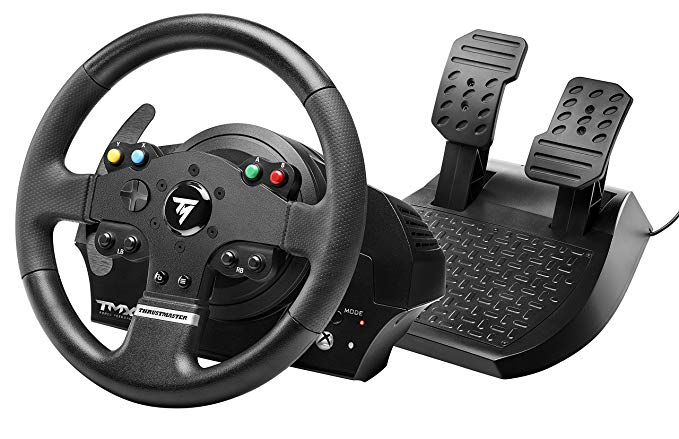 Y X
A B
LB
RB
MODE
TMX
THRUSTMASTER